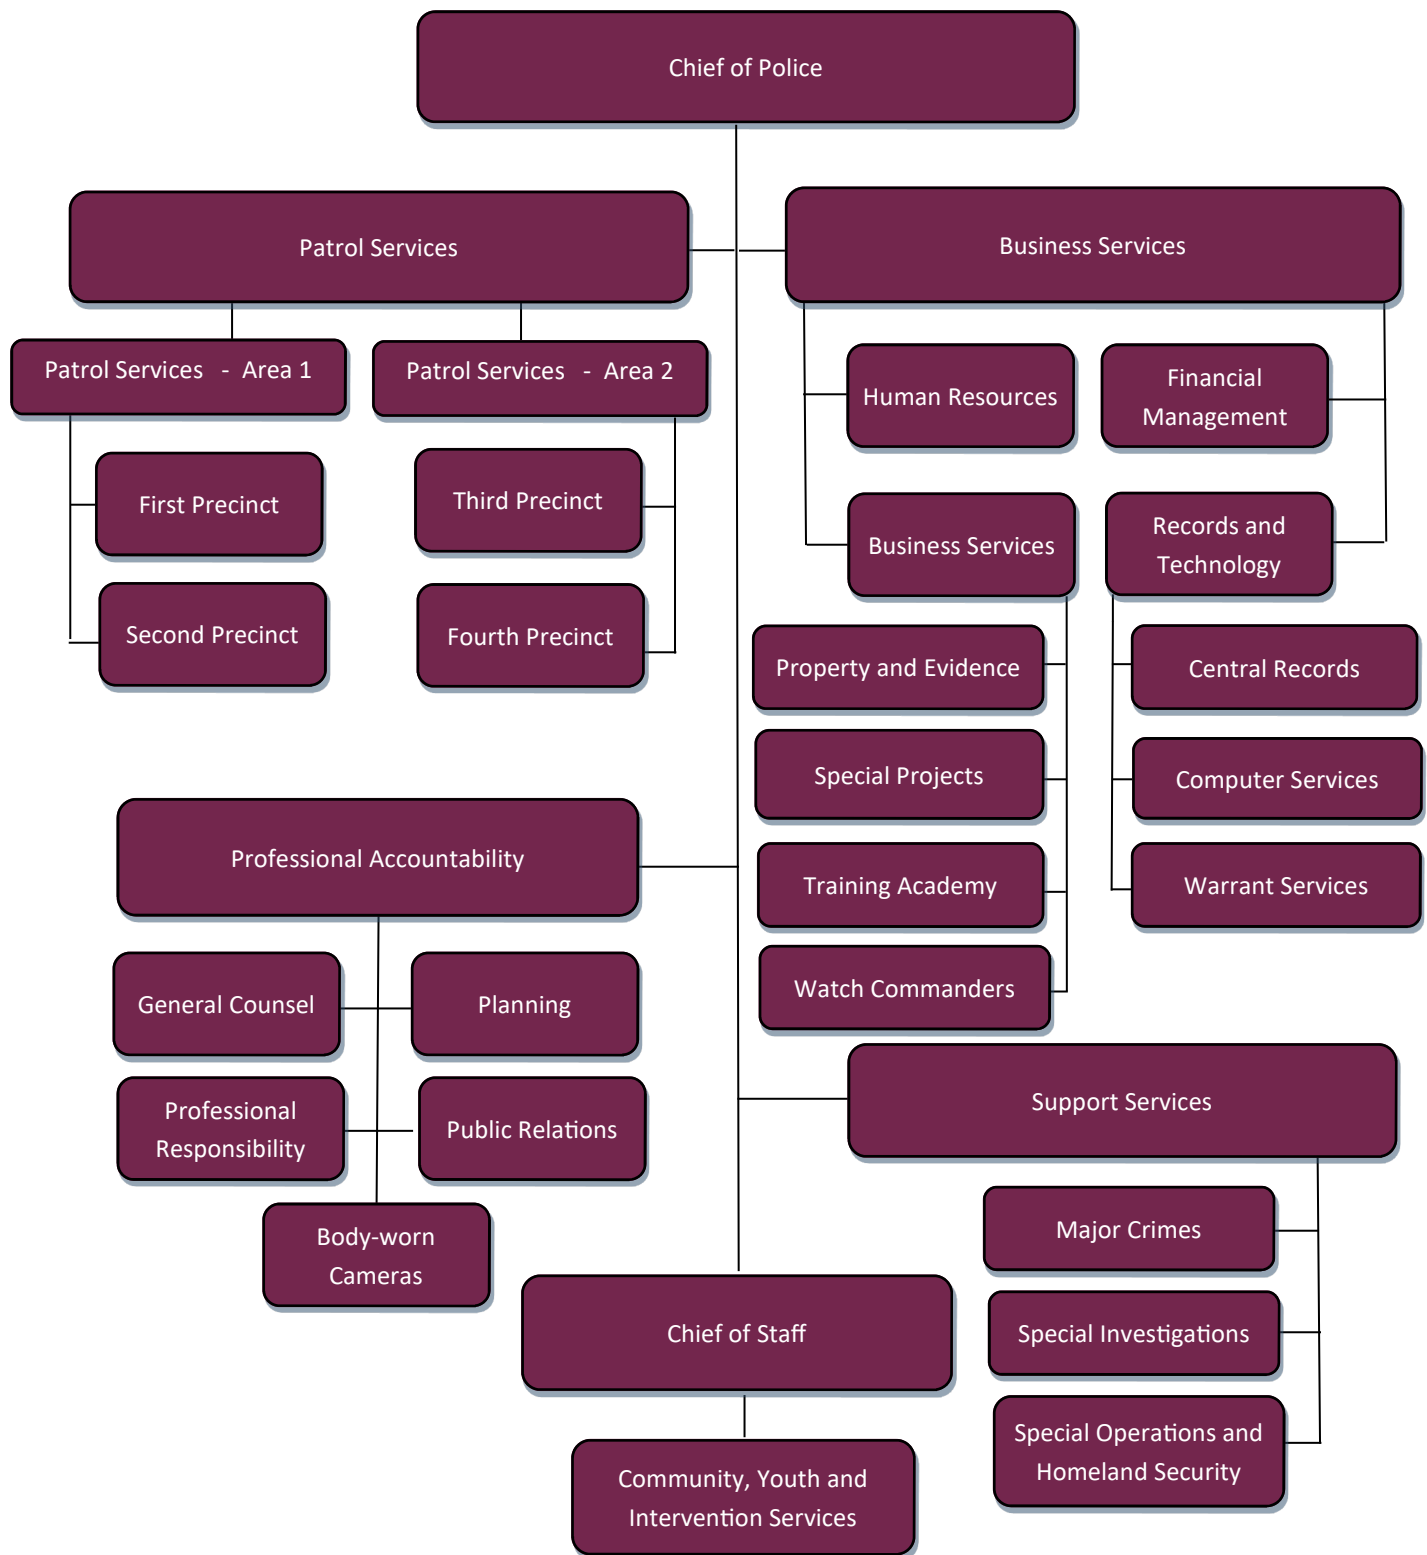 Chief of Police
Patrol Services
Business Services
Patrol Services - Area 1
Patrol Services - Area 2
Human Resources
Financial
Management
First Precinct
Third Precinct
Business Services
Records and
Technology
Second Precinct
Fourth Precinct
Property and Evidence
Central Records
Special Projects
Computer Services
Professional Accountability
Training Academy
Warrant Services
General Counsel
Planning
Watch Commanders
Professional
Responsibility
Public Relations
Support Services
Body-worn
Cameras
Major Crimes
Chief of Staff
Special Investigations
Special Operations and
Homeland Security
Community, Youth and
Intervention Services